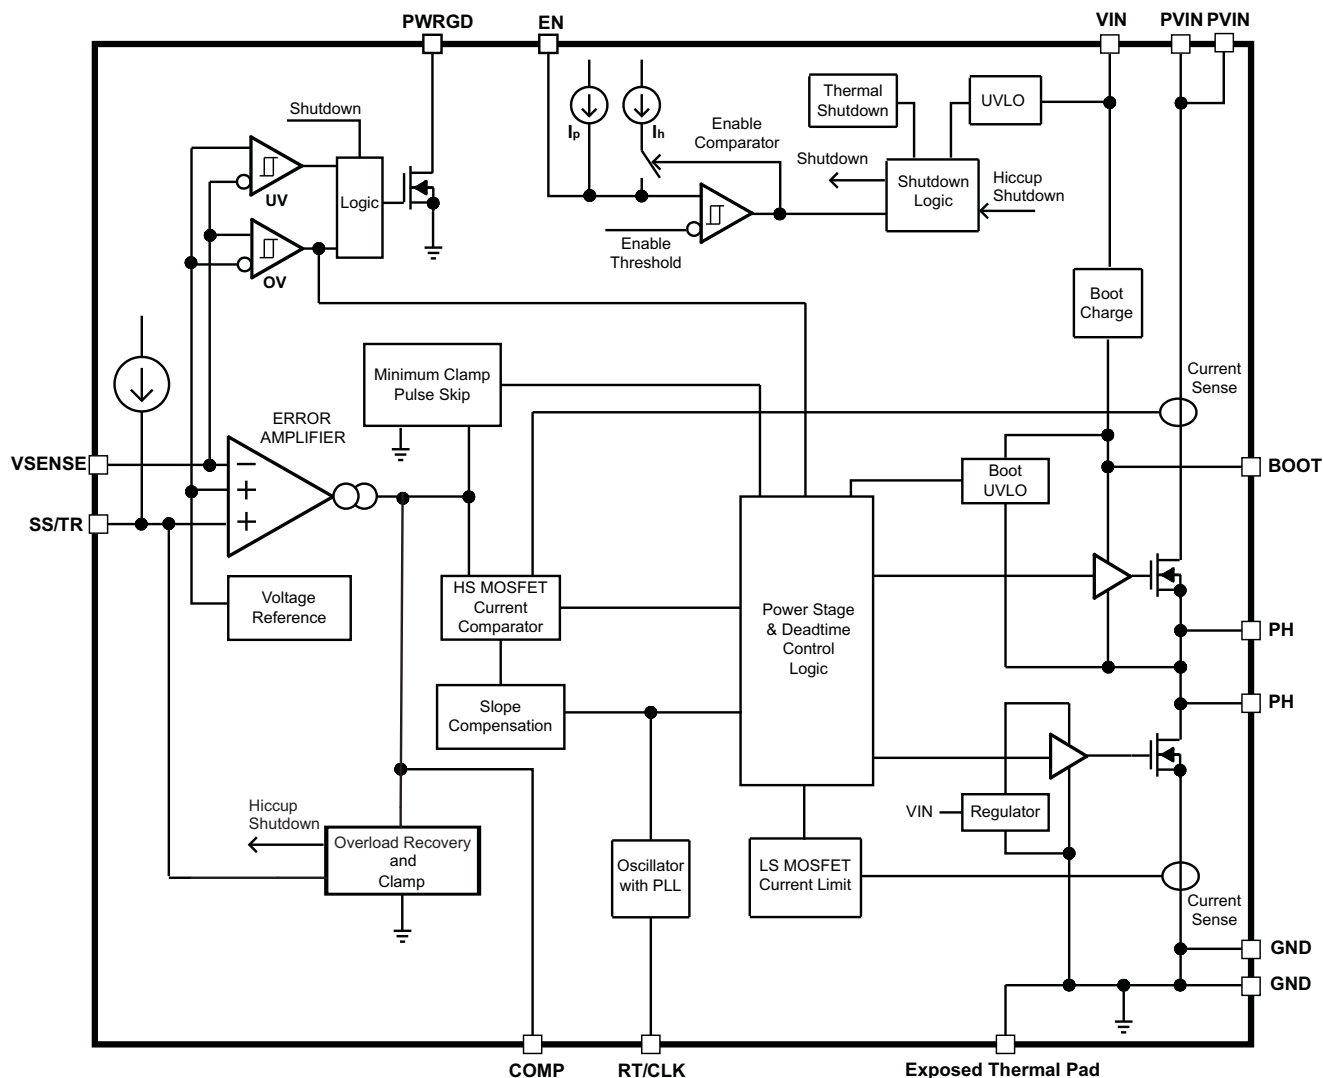 PWRGD
EN
VIN
PVIN
PVIN
Shutdown
UV
Logic
OV
Ip
Ih
Enable
Comparator
Enable
Threshold
Thermal
Shutdown
UVLO
Shutdown
Shutdown
Logic
Hiccup
Shutdown
Boot
Charge
Current
Sense
Minimum Clamp
Pulse Skip
ERROR
AMPLIFIER
VSENSE
SS/TR
BOOT
Boot
UVLO
Voltage
Reference
HS MOSFET
Current
Comparator
Power Stage
& Deadtime
Control
Logic
PH
PH
Slope
Compensation
VIN
Regulator
Hiccup
Shutdown
Overload Recovery
and
Clamp
Oscillator
with PLL
LS MOSFET
Current Limit
Current
Sense
GND
GND
COMP
RT/CLK
Exposed Thermal Pad